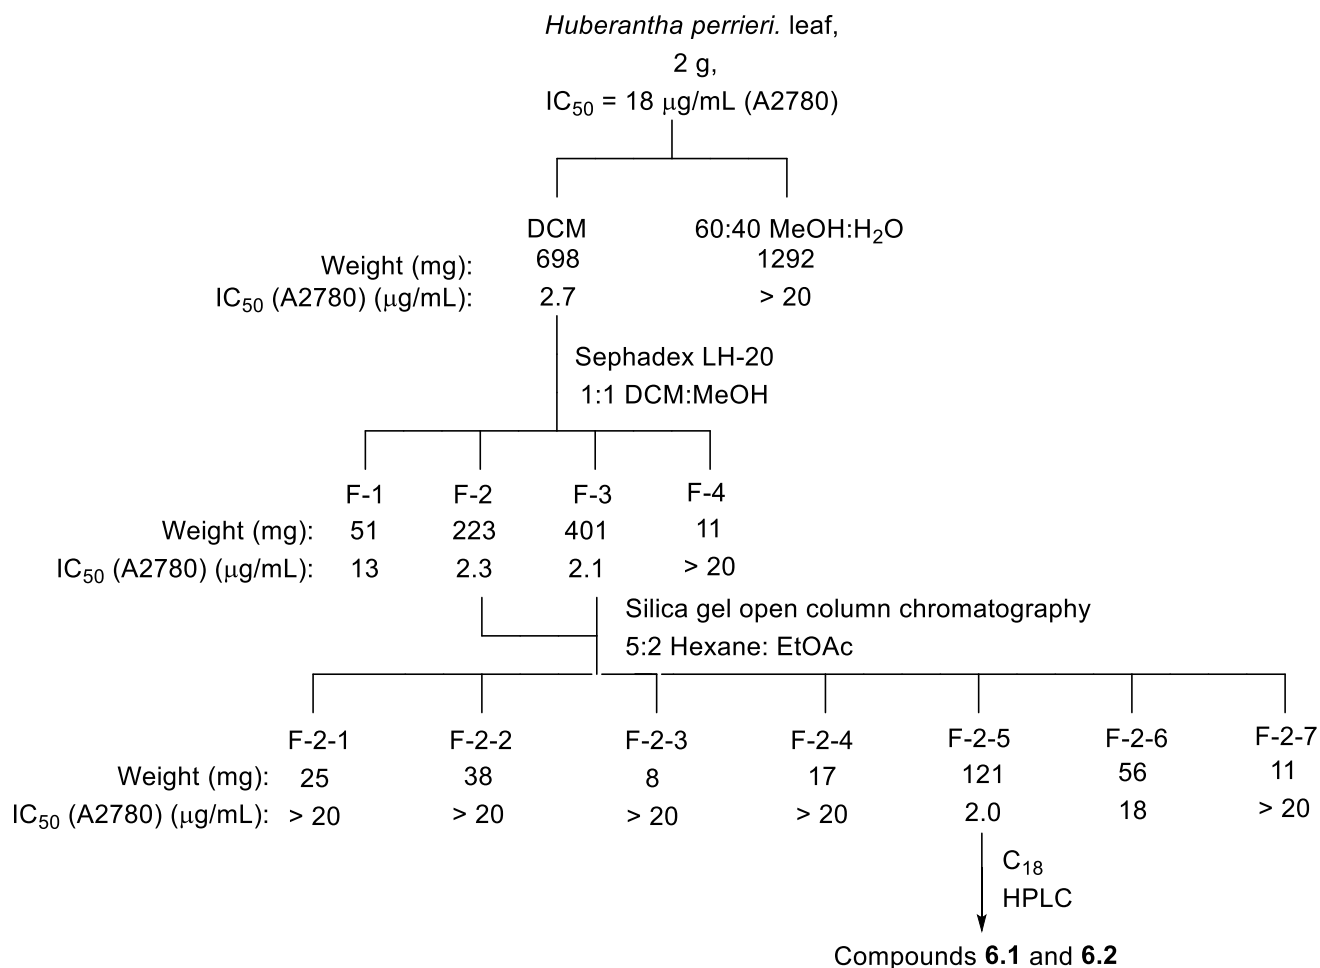 Huberantha perrieri. leaf,
2 g,
IC50 = 18 μg/mL (A2780)
DCM 60:40 MeOH:H2O
Weight (mg): 698 1292
IC50 (A2780) (μg/mL): 2.7 > 20
Sephadex LH-20
1:1 DCM:MeOH
F-1 F-2 F-3 F-4
Weight (mg): 51 223 401 11
IC50 (A2780) (μg/mL): 13 2.3 2.1 > 20
Silica gel open column chromatography
5:2 Hexane: EtOAc
F-2-1 F-2-2 F-2-3 F-2-4 F-2-5 F-2-6 F-2-7
Weight (mg): 25 38 8 17 121 56 11
IC50 (A2780) (μg/mL): > 20 > 20 > 20 > 20 2.0 18 > 20
C18
HPLC
Compounds 6.1 and 6.2